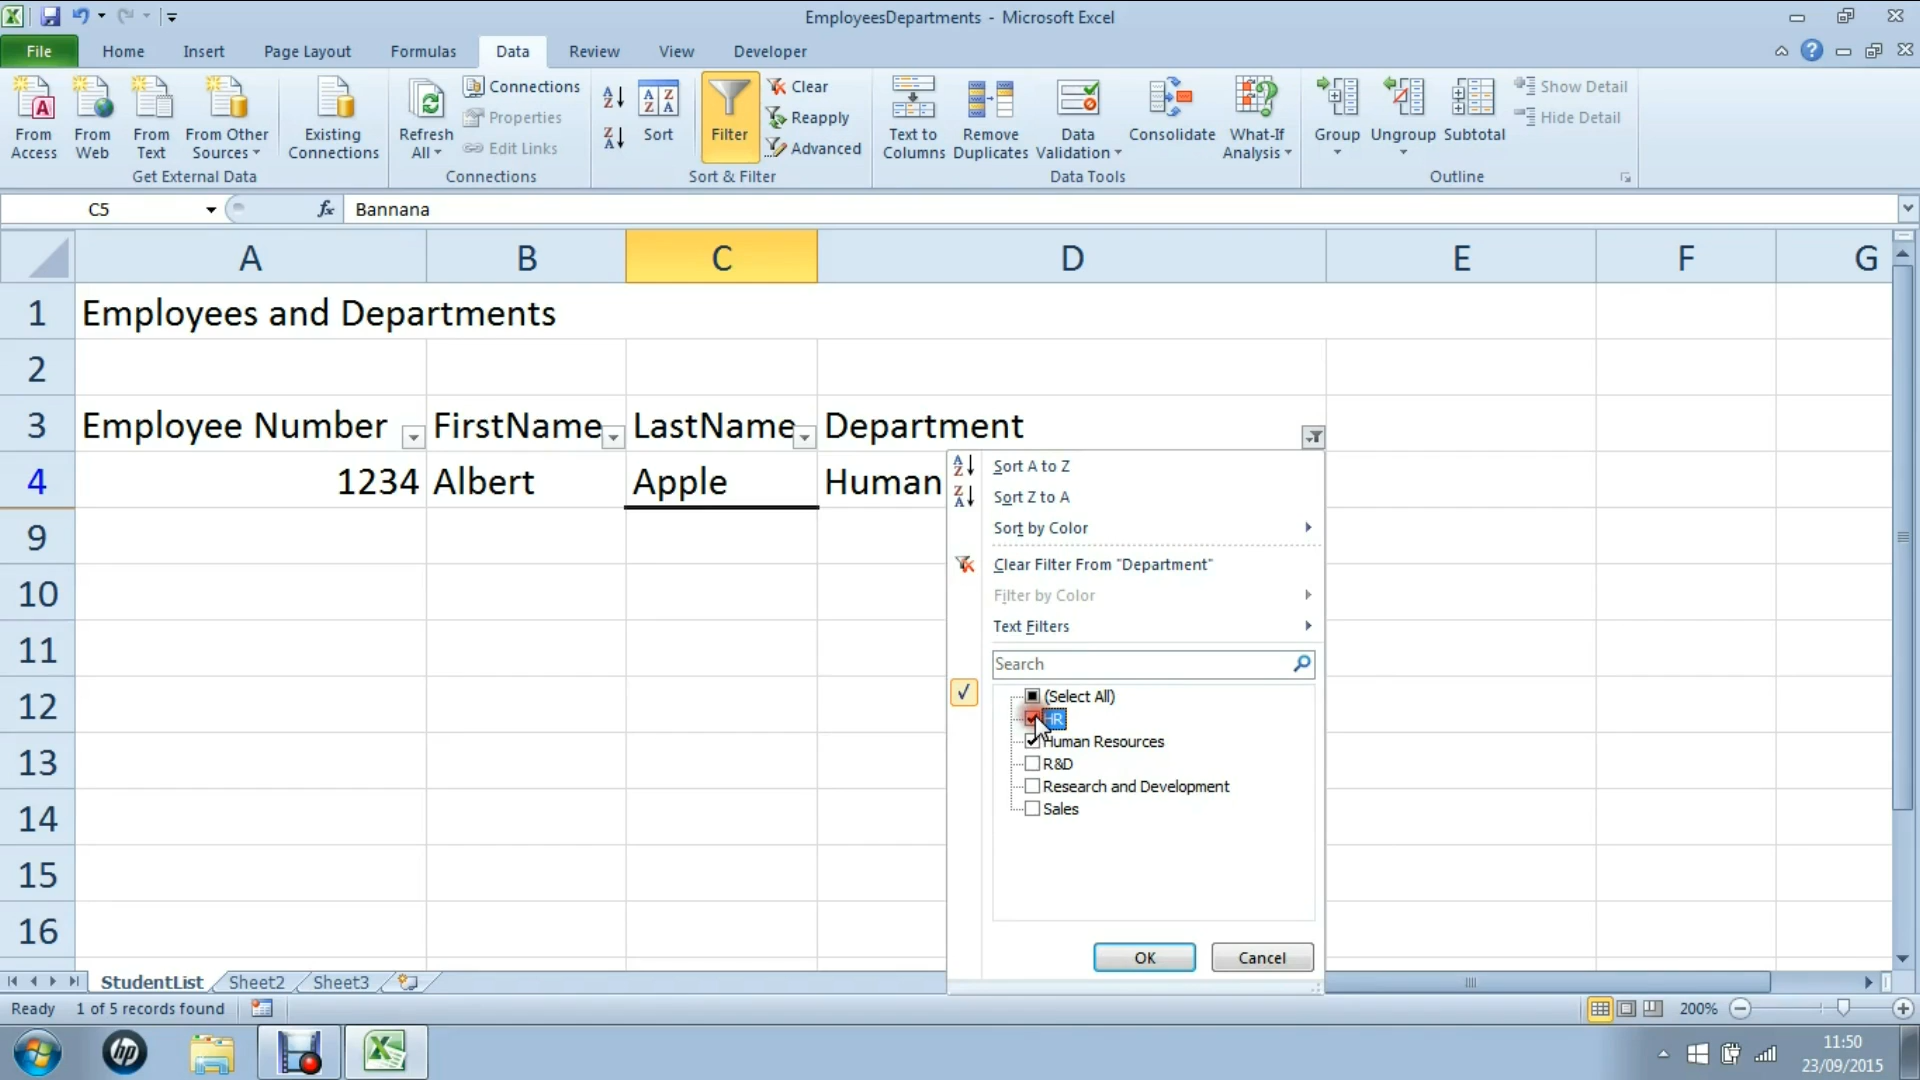 EmployeesDepartments - Microsoft Excel
File Home Insert Page Layout Formulas Data Review View Developer
From Access
From Web
From Text
From Other Sources
Get External Data
Existing Connections
Refresh All
Connections
Properties
Edit Links
Connections
Sort
Filter
Clear
Reapply
Advanced
Sort & Filter
Text to Columns
Remove Duplicates
Data Validation
Consolidate
What-If Analysis
Data Tools
Group
Ungroup
Subtotal
Show Detail
Hide Detail
Outline
C5 fx Bannana
A B C D E F G
1 Employees and Departments
2
3 Employee Number FirstName LastName Department
4 1234 Albert Apple Human
9
10
11
12
13
14
15
16
Sort A to Z
Sort Z to A
Sort by Color
Clear Filter From "Department"
Filter by Color
Text Filters
Search
(Select All)
HR
Human Resources
R&D
Research and Development
Sales
OK Cancel
StudentList Sheet2 Sheet3
Ready 1 of 5 records found 200%
hp
11:50
23/09/2015